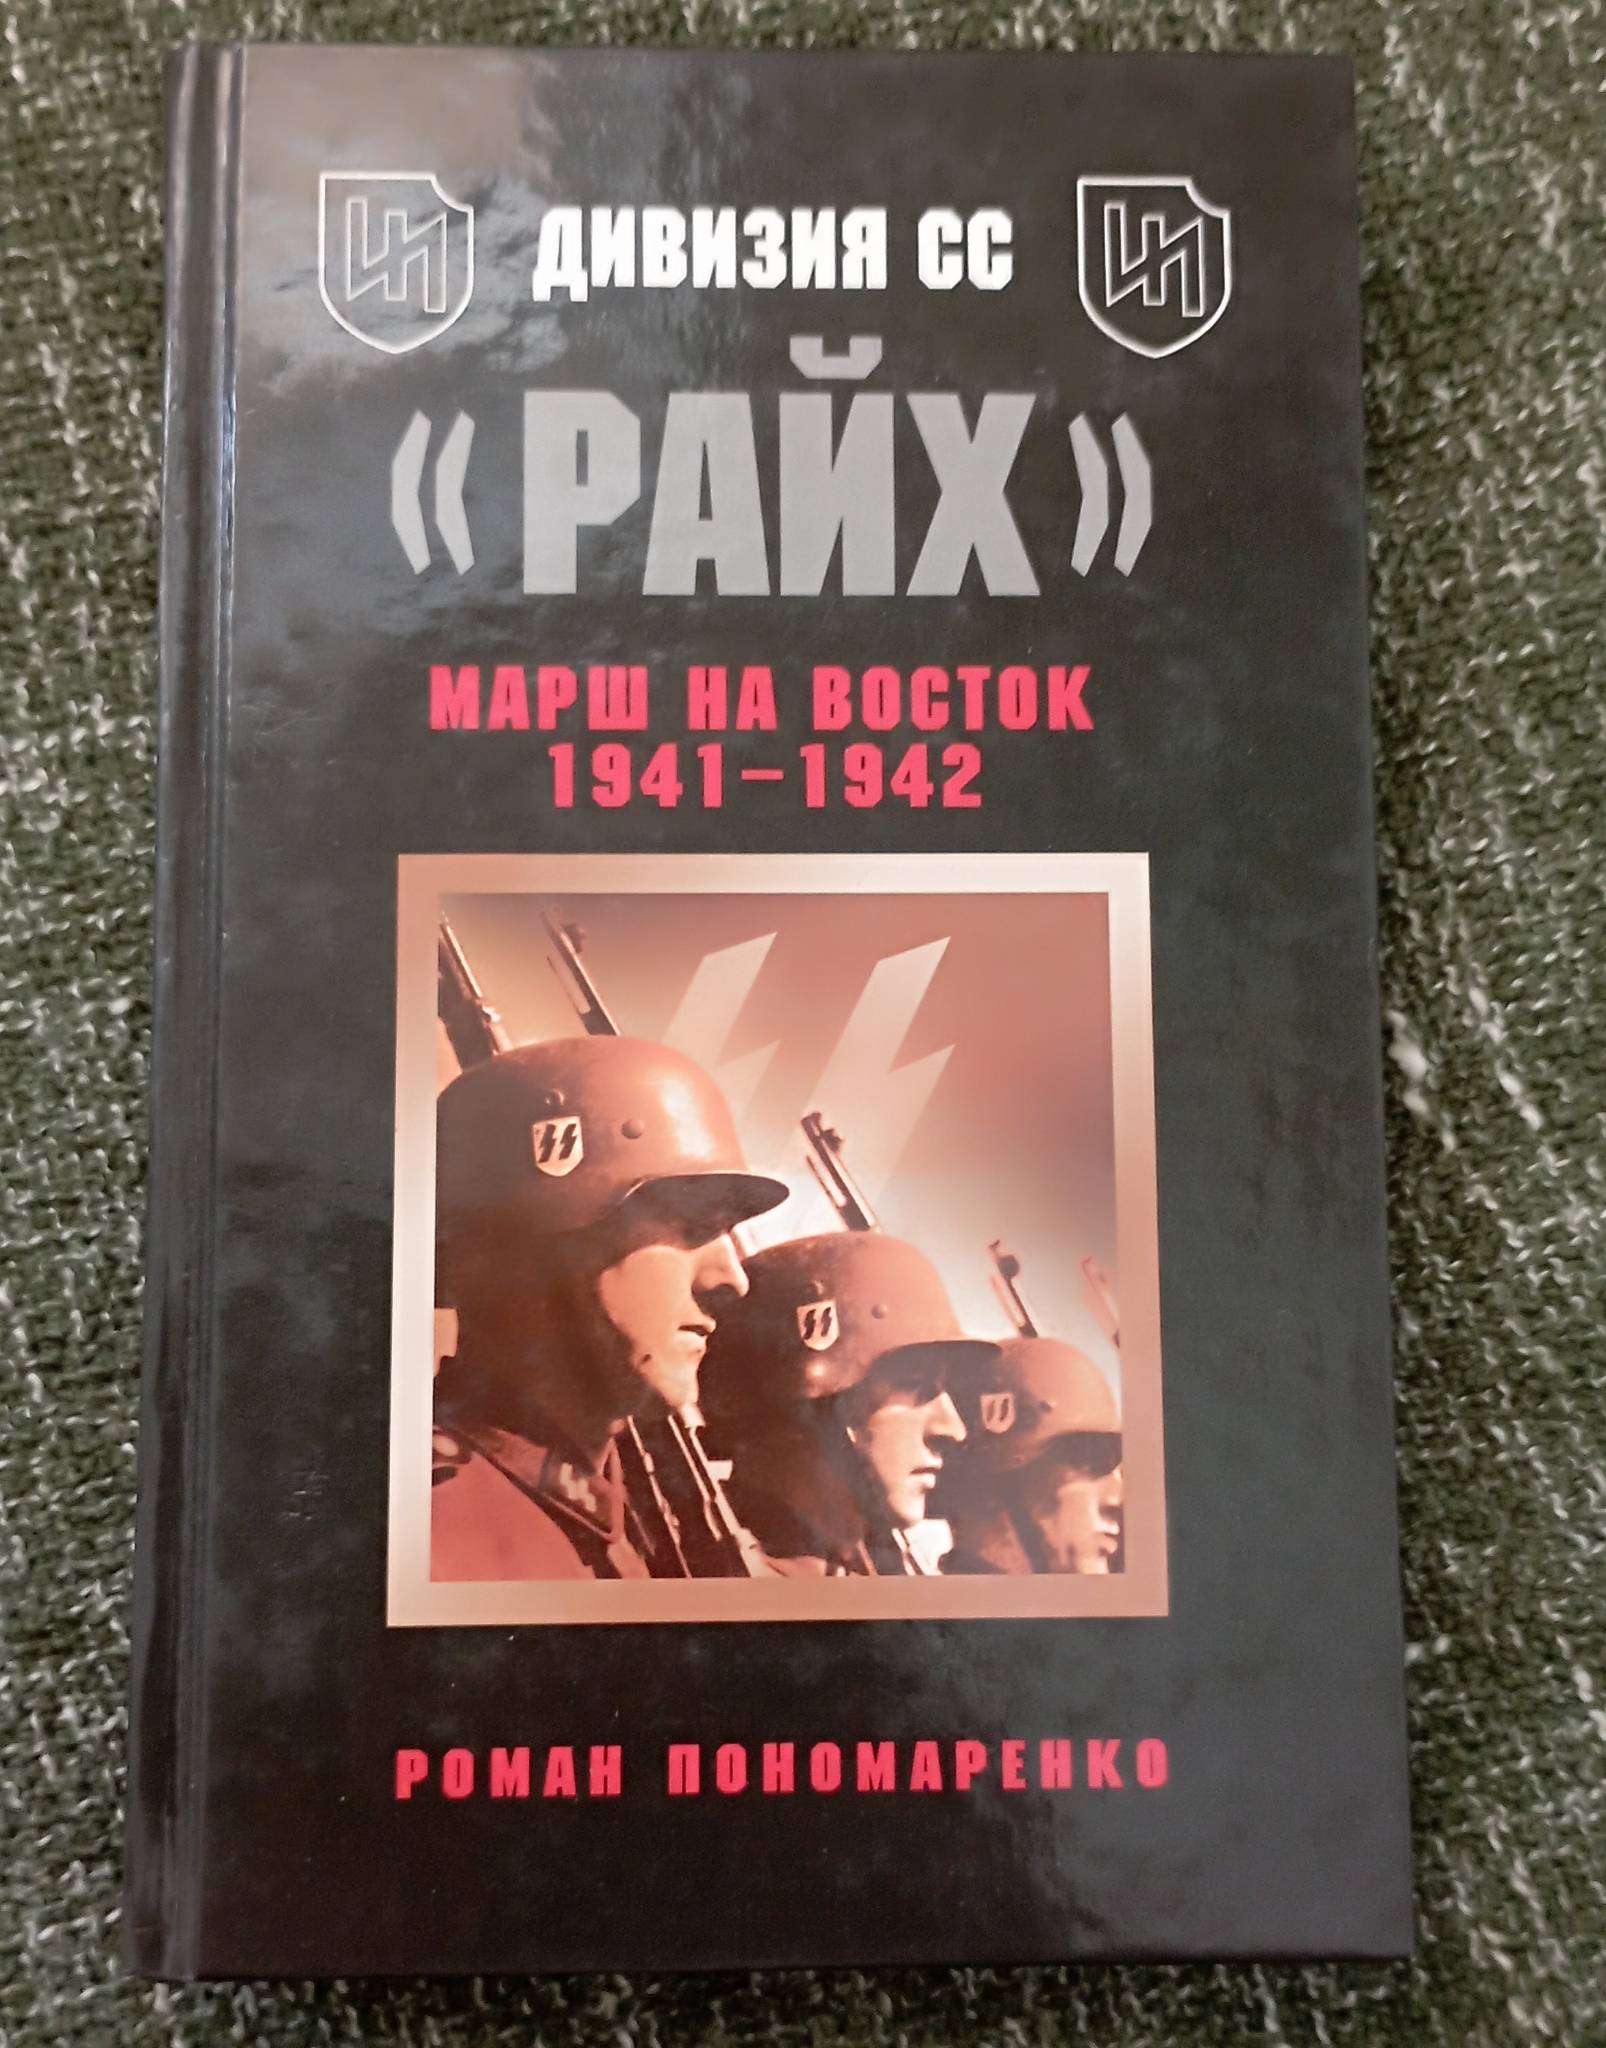 ДИВИЗИЯ СС
«РАЙХ»
МАРШ НА ВОСТОК
1941–1942
РОМАН ПОНОМАРЕНКО